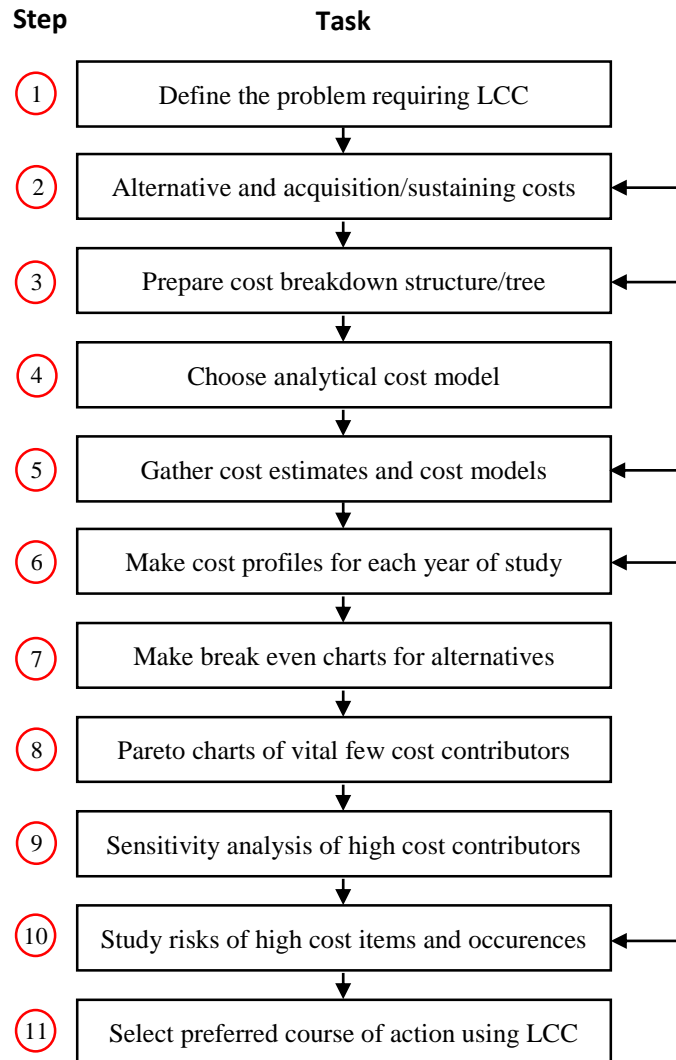 Step Task
1 Define the problem requiring LCC
2 Alternative and acquisition/sustaining costs
3 Prepare cost breakdown structure/tree
4 Choose analytical cost model
5 Gather cost estimates and cost models
6 Make cost profiles for each year of study
7 Make break even charts for alternatives
8 Pareto charts of vital few cost contributors
9 Sensitivity analysis of high cost contributors
10 Study risks of high cost items and occurences
11 Select preferred course of action using LCC